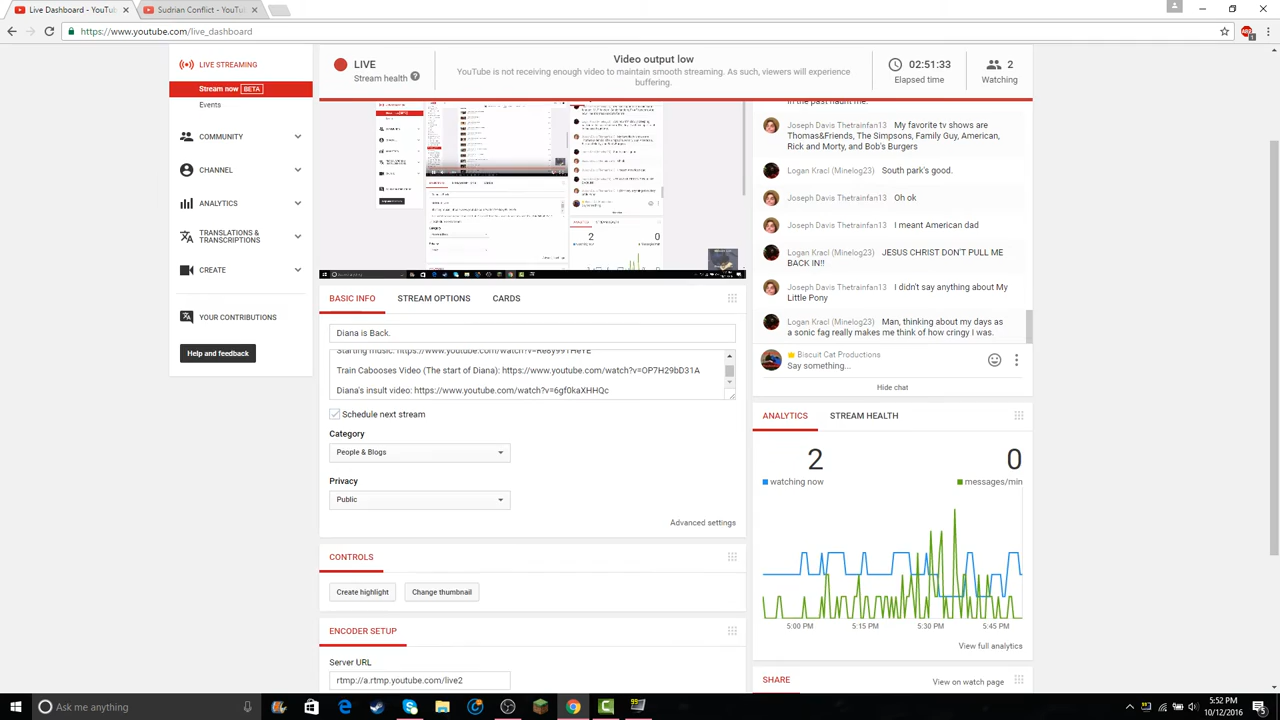 Live Dashboard - YouTu
Sudrian Conflict - YouTu
https://www.youtube.com/live_dashboard
LIVE STREAMING
Stream now BETA
Events
COMMUNITY
CHANNEL
ANALYTICS
TRANSLATIONS &
TRANSCRIPTIONS
CREATE
YOUR CONTRIBUTIONS
Help and feedback
LIVE
Stream health
Video output low
YouTube is not receiving enough video to maintain smooth streaming. As such, viewers will experience
buffering.
02:51:33
Elapsed time
2
Watching
BASIC INFO
STREAM OPTIONS
CARDS
Diana is Back.
Train Cabooses Video (The start of Diana): https://www.youtube.com/watch?v=OP7H29bD31A
Diana's insult video: https://www.youtube.com/watch?v=6gf0kaXHHQc
Schedule next stream
Category
People & Blogs
Privacy
Public
Advanced settings
CONTROLS
Create highlight
Change thumbnail
ENCODER SETUP
Server URL
rtmp://a.rtmp.youtube.com/live2
in the past haunt me.
Joseph Davis Thetrainfan13 My favorite tv shows are
Thomas&Friends, The Simpsons, Family Guy, American,
Rick and Morty, and Bob's Burgers
Logan Kracl (Minelog23) South park's good.
Joseph Davis Thetrainfan13 Oh ok
Joseph Davis Thetrainfan13 I meant American dad
Logan Kracl (Minelog23) JESUS CHRIST DON'T PULL ME
BACK IN!!
Joseph Davis Thetrainfan13 I didn't say anything about My
Little Pony
Logan Kracl (Minelog23) Man, thinking about my days as
a sonic fag really makes me think of how cringy I was.
Biscuit Cat Productions
Say something...
Hide chat
ANALYTICS
STREAM HEALTH
2
watching now
0
messages/min
5:00 PM
5:15 PM
5:30 PM
5:45 PM
View full analytics
SHARE
View on watch page
Ask me anything
5:52 PM
10/12/2016